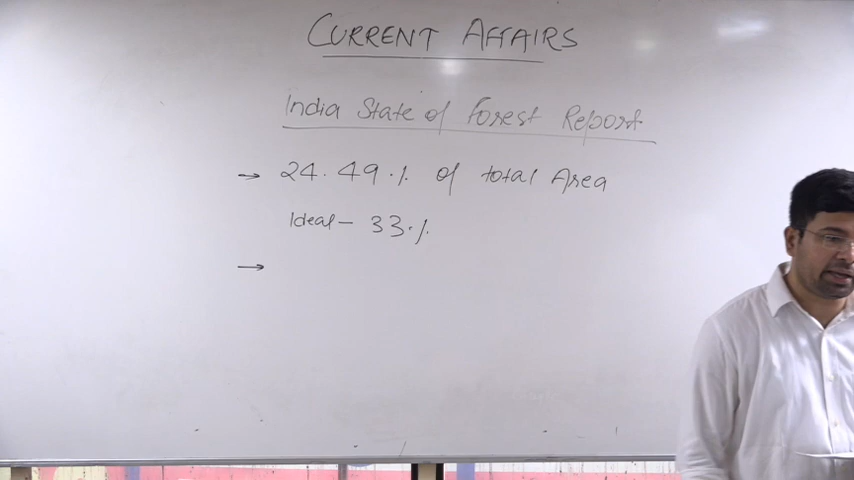 CURRENT AFFAIRS
India State of Forest Report
→ 24.49 % of total Area
Ideal - 33 %
→